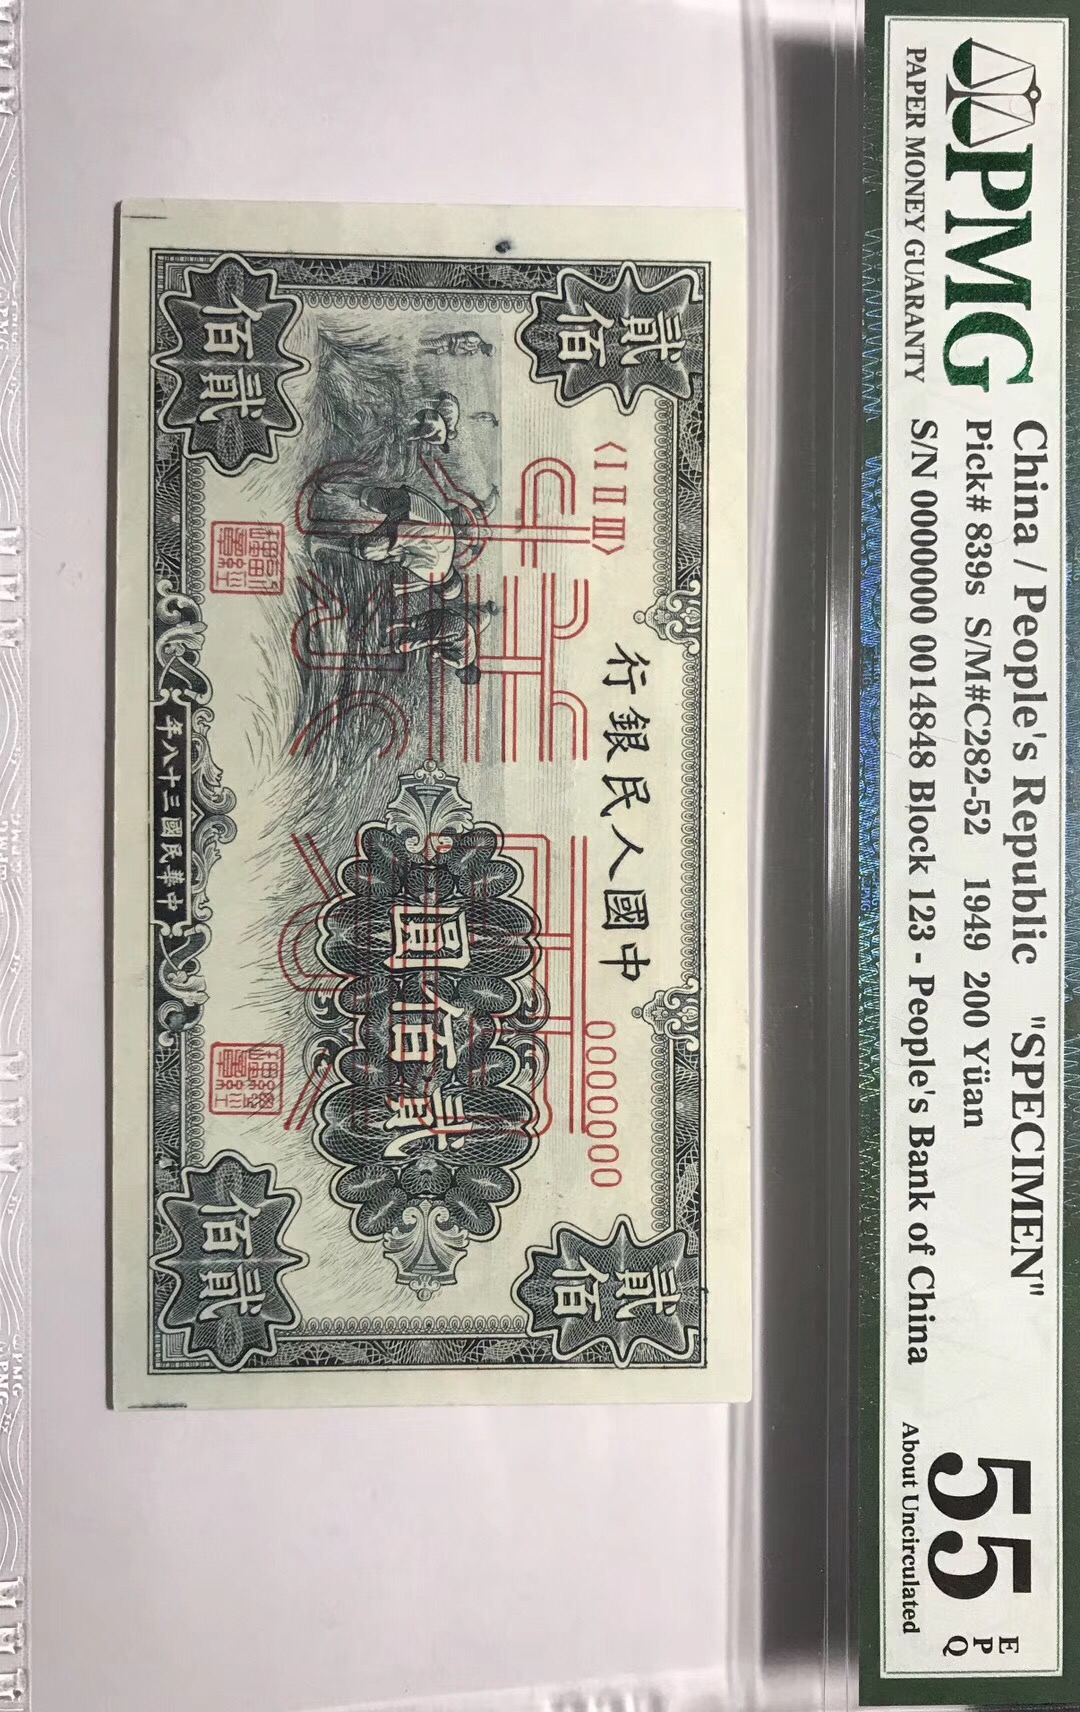 PMG
PAPER MONEY GUARANTY
China / People's Republic "SPECIMEN"
Pick# 839s S/M#C282-52 1949 200 Yüan
S/N 0000000 0014848 Block 123 - People's Bank of China
55
EPQ
About Uncirculated
中國人民銀行
〈I II III〉
0000000
貳佰
貳佰
貳佰圓
票樣
貳佰
貳佰
中華民國三十八年